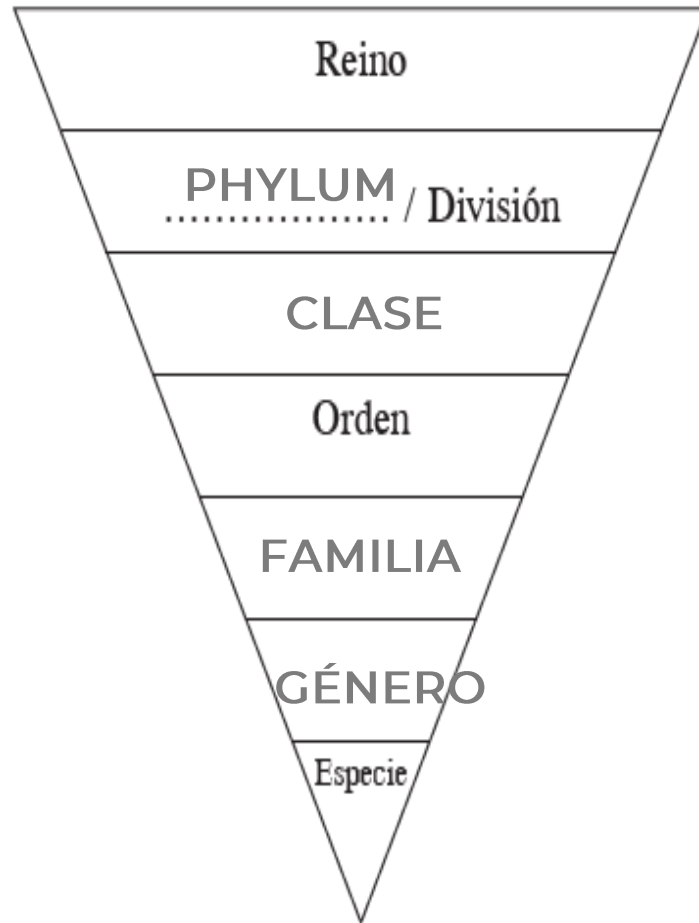 Reino
PHYLUM
.................. / División
CLASE
Orden
FAMILIA
GÉNERO
Especie